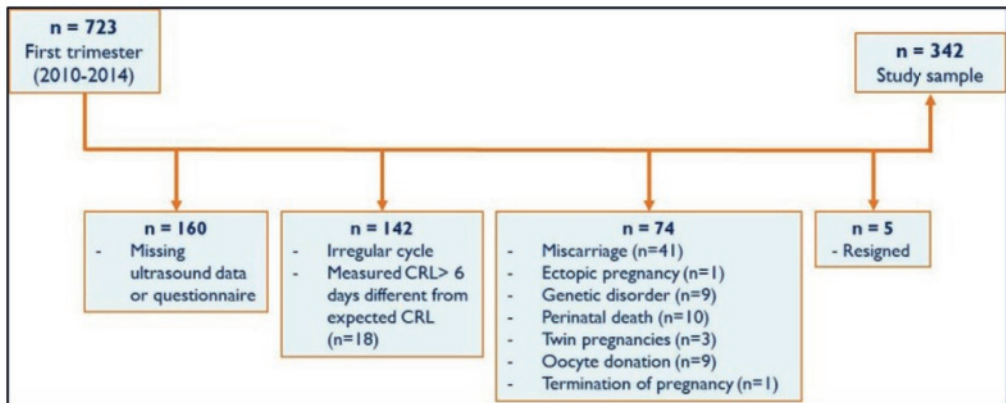 n = 723
First trimester
(2010-2014)
n = 342
Study sample
n = 160
- Missing
ultrasound data
or questionnaire
n = 142
- Irregular cycle
- Measured CRL> 6
days different from
expected CRL
(n=18)
n = 74
- Miscarriage (n=41)
- Ectopic pregnancy (n=1)
- Genetic disorder (n=9)
- Perinatal death (n=10)
- Twin pregnancies (n=3)
- Oocyte donation (n=9)
- Termination of pregnancy (n=1)
n = 5
- Resigned